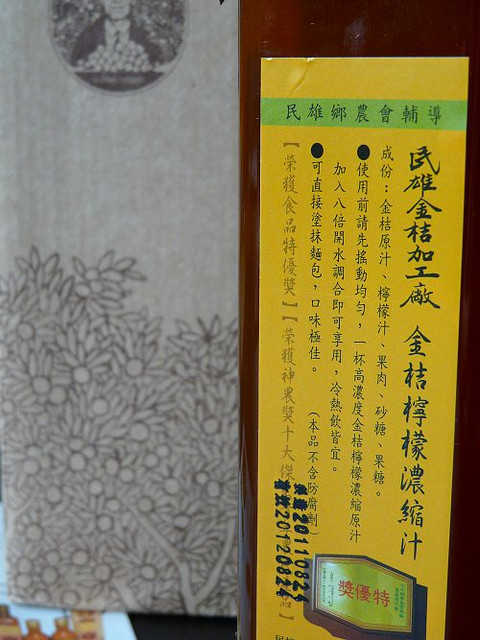 民雄鄉農會輔導
民雄金桔加工廠 金桔檸檬濃縮汁
成份：金桔原汁、檸檬汁、果肉、砂糖、果糖。
●使用前請先搖動均勻，一杯高濃度金桔檸檬濃縮原汁
加入八倍開水調合即可享用，冷熱飲皆宜。
●可直接塗抹麵包，口味極佳。 （本品不含防腐劑）
【榮獲食品特優獎】【榮獲神農獎十大傑
20110824
20120824
獎優特